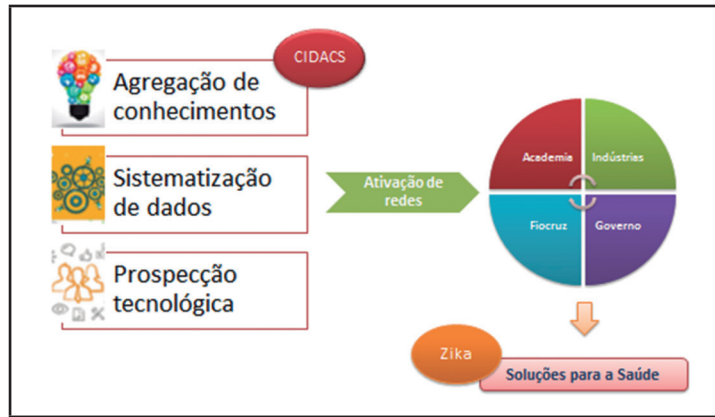 CIDACS
Agregação de
conhecimentos
Sistematização
de dados
Prospecção
tecnológica
Ativação de
redes
Academia
Indústrias
Fiocruz
Governo
Zika
Soluções para a Saúde